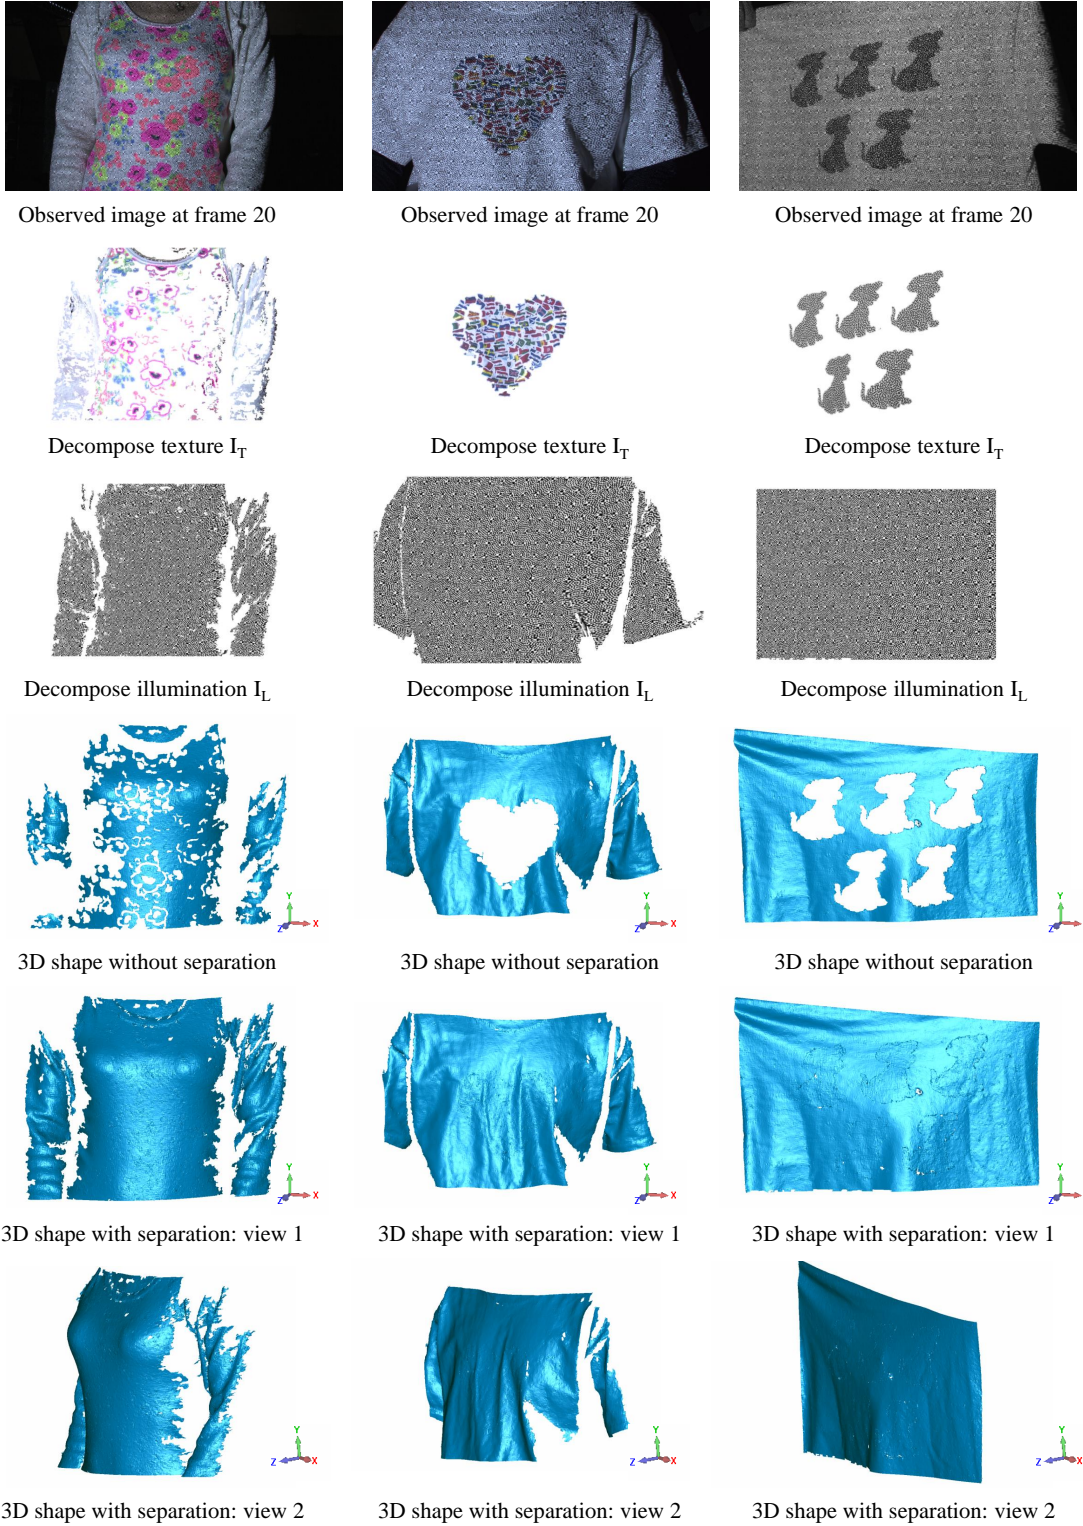 Observed image at frame 20
Observed image at frame 20
Observed image at frame 20
Decompose texture I_T
Decompose texture I_T
Decompose texture I_T
Decompose illumination I_L
Decompose illumination I_L
Decompose illumination I_L
Y
Z
X
Y
Z
X
Y
Z
3D shape without separation
3D shape without separation
3D shape without separation
Y
Z
X
Y
Z
X
Y
Z
3D shape with separation: view 1
3D shape with separation: view 1
3D shape with separation: view 1
Y
Z
X
Y
Z
X
Y
Z
X
3D shape with separation: view 2
3D shape with separation: view 2
3D shape with separation: view 2